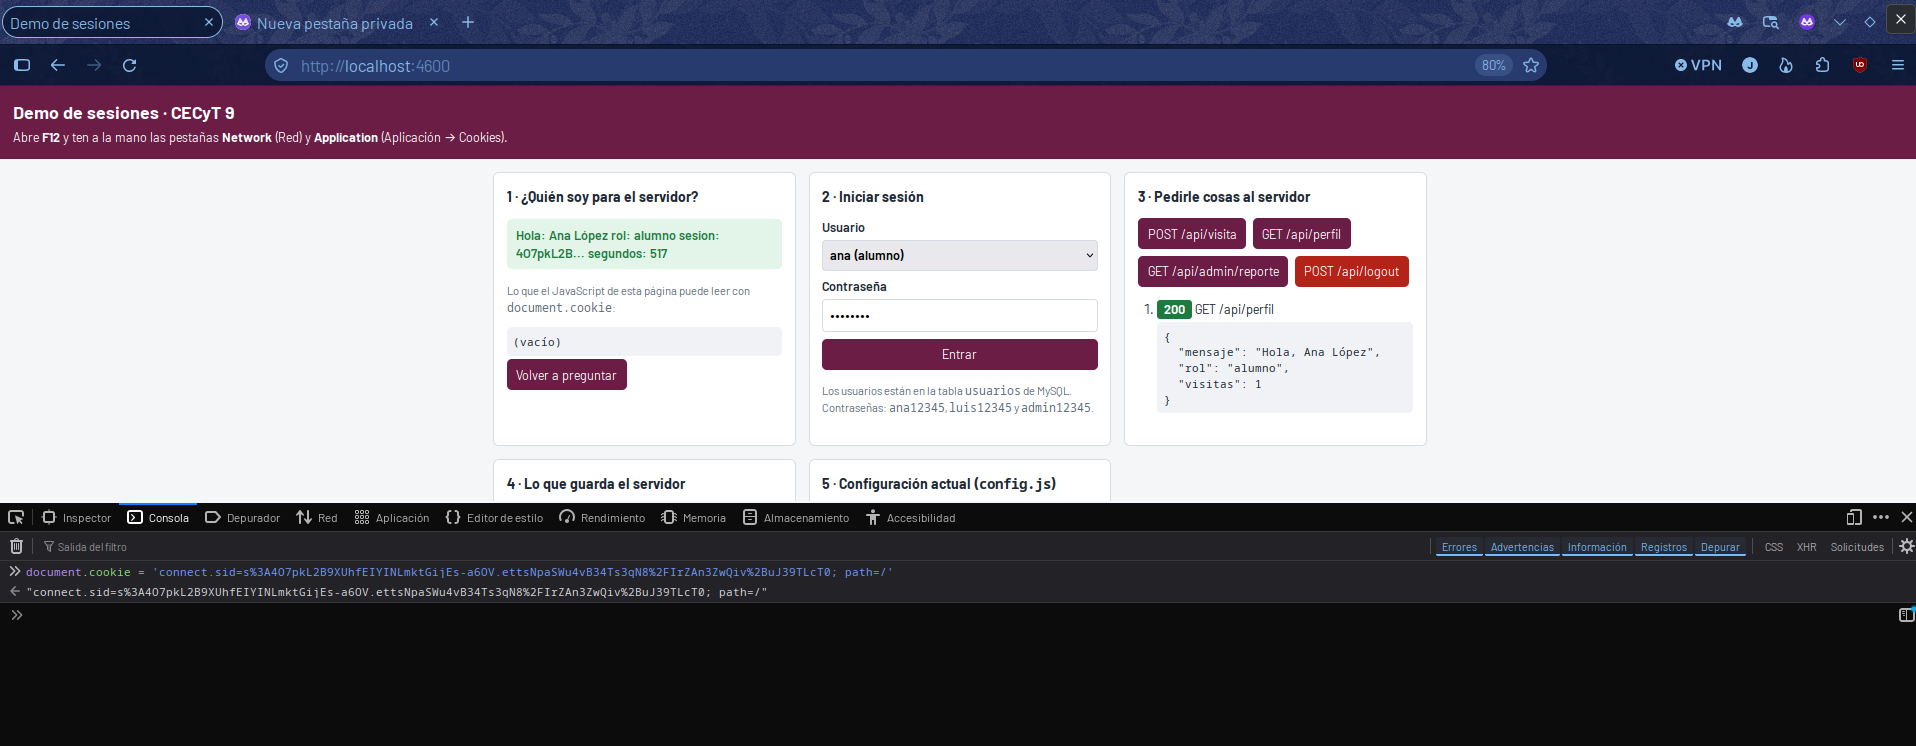 Demo de sesiones
Nueva pestaña privada
http://localhost:4600
80%
VPN
Demo de sesiones · CECyT 9
Abre F12 y ten a la mano las pestañas Network (Red) y Application (Aplicación → Cookies).
1 · ¿Quién soy para el servidor?
Hola: Ana López rol: alumno sesion:
4O7pkL2B... segundos: 517
Lo que el JavaScript de esta página puede leer con
document.cookie:
(vacío)
Volver a preguntar
2 · Iniciar sesión
Usuario
ana (alumno)
Contraseña
••••••••
Entrar
Los usuarios están en la tabla usuarios de MySQL.
Contraseñas: ana12345, luis12345 y admin12345.
3 · Pedirle cosas al servidor
POST /api/visita
GET /api/perfil
GET /api/admin/reporte
POST /api/logout
1. 200 GET /api/perfil
{
"mensaje": "Hola, Ana López",
"rol": "alumno",
"visitas": 1
}
4 · Lo que guarda el servidor
5 · Configuración actual (config.js)
Inspector
Consola
Depurador
Red
Aplicación
Editor de estilo
Rendimiento
Memoria
Almacenamiento
Accesibilidad
Salida del filtro
Errores
Advertencias
Información
Registros
Depurar
CSS
XHR
Solicitudes
document.cookie = 'connect.sid=s%3A4O7pkL2B9XUhfEIYINLmktGijEs-a6OV.ettsNpaSWu4vB34Ts3qN8%2FIrZAn3ZwQiv%2BuJ39TLcT0; path=/'
"connect.sid=s%3A4O7pkL2B9XUhfEIYINLmktGijEs-a6OV.ettsNpaSWu4vB34Ts3qN8%2FIrZAn3ZwQiv%2BuJ39TLcT0; path=/"